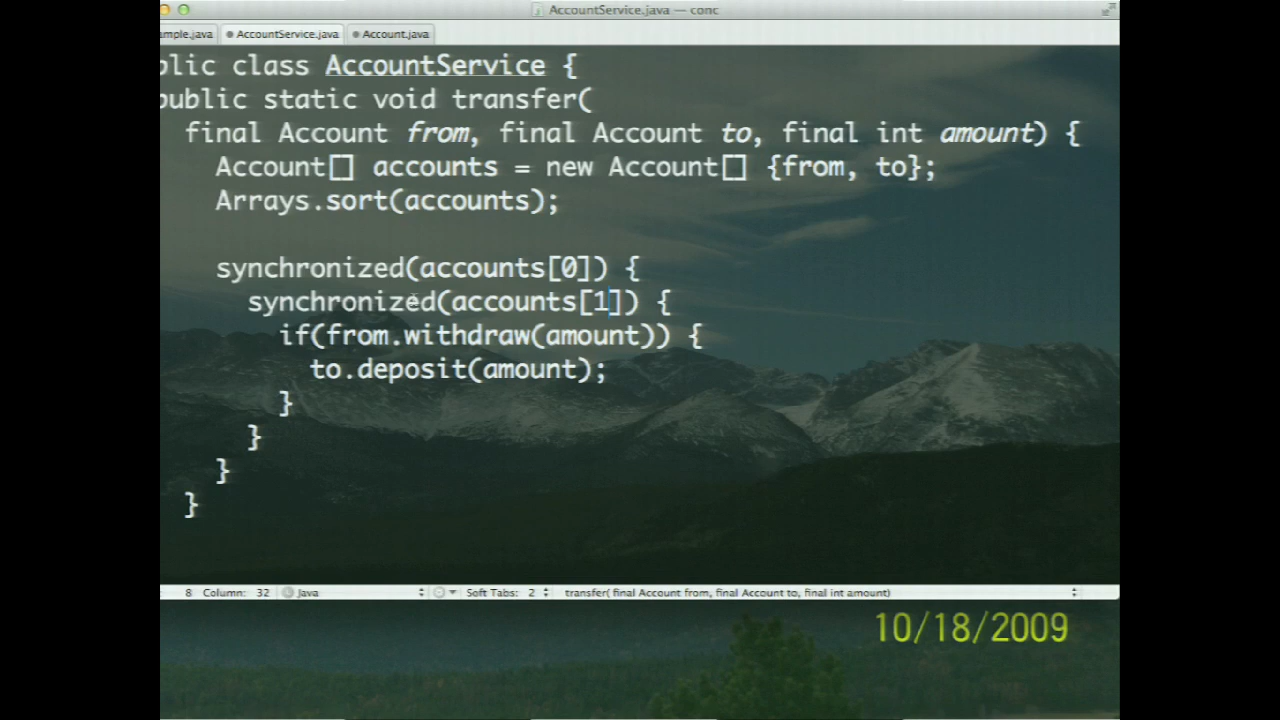 AccountService.java — conc
mple.java AccountService.java Account.java
blic class AccountService {
public static void transfer(
final Account from, final Account to, final int amount) {
Account[] accounts = new Account[] {from, to};
Arrays.sort(accounts);
synchronized(accounts[0]) {
synchronized(accounts[1]) {
if(from.withdraw(amount)) {
to.deposit(amount);
}
}
}
}
8 Column: 32 Java Soft Tabs: 2 transfer( final Account from, final Account to, final int amount)
10/18/2009